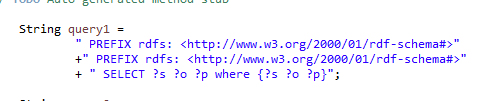 / TODO Auto-generated method stub
String query1 =
" PREFIX rdfs: <http://www.w3.org/2000/01/rdf-schema#>"
+" PREFIX rdfs: <http://www.w3.org/2000/01/rdf-schema#>"
+ " SELECT ?s ?o ?p where {?s ?o ?p}";